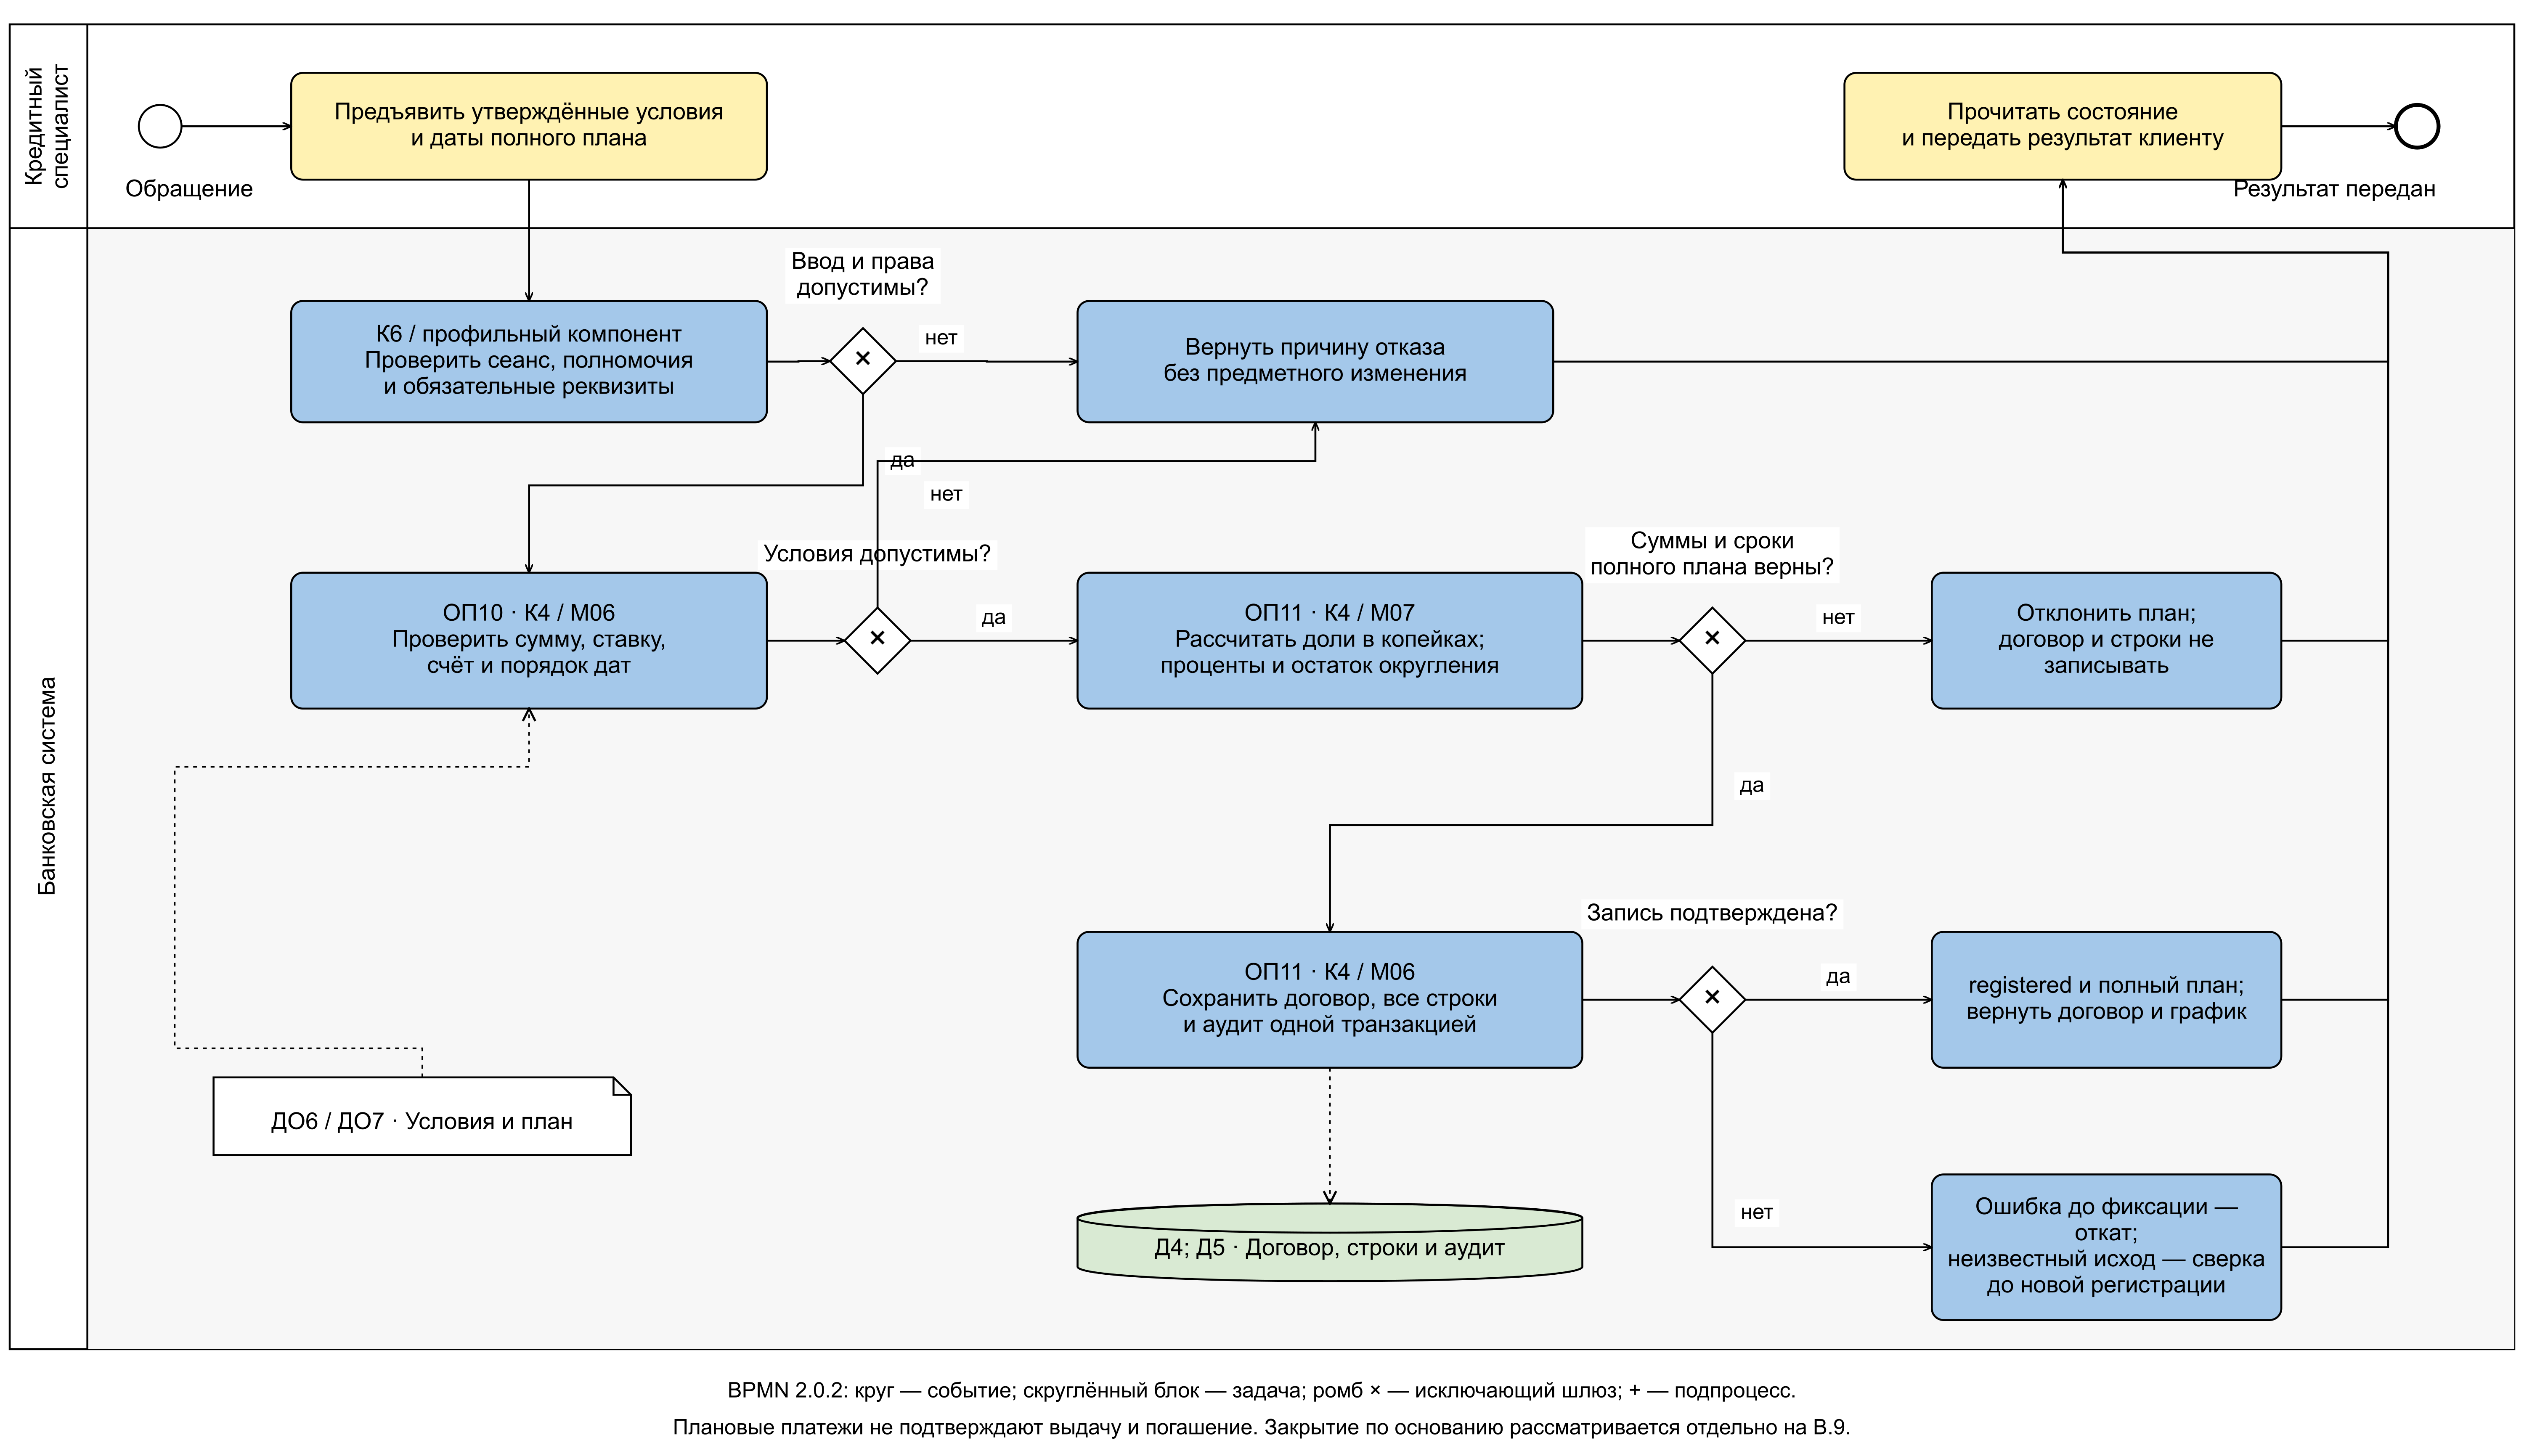 Кредитный
специалист
Обращение
Предъявить утверждённые условия
и даты полного плана
Прочитать состояние
и передать результат клиенту
Результат передан
Банковская система
К6 / профильный компонент
Проверить сеанс, полномочия
и обязательные реквизиты
Ввод и права
допустимы?
×
нет
Вернуть причину отказа
без предметного изменения
да
нет
Условия допустимы?
ОП10 · К4 / М06
Проверить сумму, ставку,
счёт и порядок дат
×
да
ОП11 · К4 / М07
Рассчитать доли в копейках;
проценты и остаток округления
Суммы и сроки
полного плана верны?
×
нет
Отклонить план;
договор и строки не
записывать
да
ОП11 · К4 / М06
Сохранить договор, все строки
и аудит одной транзакцией
Запись подтверждена?
×
да
registered и полный план;
вернуть договор и график
ДО6 / ДО7 · Условия и план
нет
Д4; Д5 · Договор, строки и аудит
Ошибка до фиксации —
откат;
неизвестный исход — сверка
до новой регистрации
BPMN 2.0.2: круг — событие; скруглённый блок — задача; ромб × — исключающий шлюз; + — подпроцесс.
Плановые платежи не подтверждают выдачу и погашение. Закрытие по основанию рассматривается отдельно на В.9.